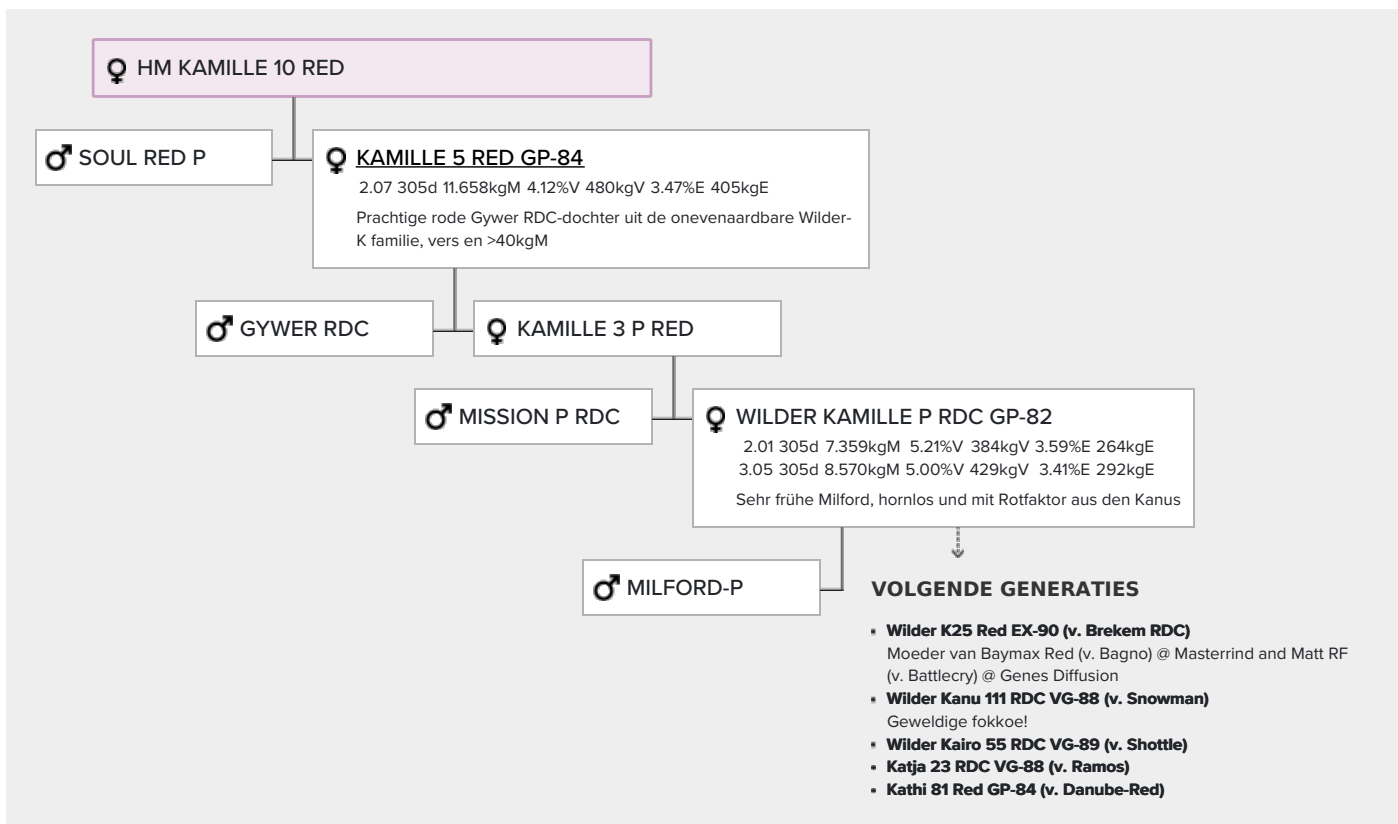 HM KAMILLE 10 RED
SOUL RED P
KAMILLE 5 RED GP-84
2.07 305d 11.658kgM 4.12%V 480kgV 3.47%E 405kgE
Prachtige rode Gywer RDC-dochter uit de onevenaardbare Wilder-
K familie, vers en >40kgM
GYWER RDC
KAMILLE 3 P RED
MISSION P RDC
WILDER KAMILLE P RDC GP-82
2.01 305d 7.359kgM 5.21%V 384kgV 3.59%E 264kgE
3.05 305d 8.570kgM 5.00%V 429kgV 3.41%E 292kgE
Sehr frühe Milford, hornlos und mit Rotfaktor aus den Kanus
MILFORD-P
VOLGENDE GENERATIES
Wilder K25 Red EX-90 (v. Brekem RDC)
Moeder van Baymax Red (v. Bagno) @ Masterrind and Matt RF
(v. Battlecry) @ Genes Diffusion
Wilder Kanu 111 RDC VG-88 (v. Snowman)
Geweldige fokkoe!
Wilder Kairo 55 RDC VG-89 (v. Shottle)
Katja 23 RDC VG-88 (v. Ramos)
Kathi 81 Red GP-84 (v. Danube-Red)